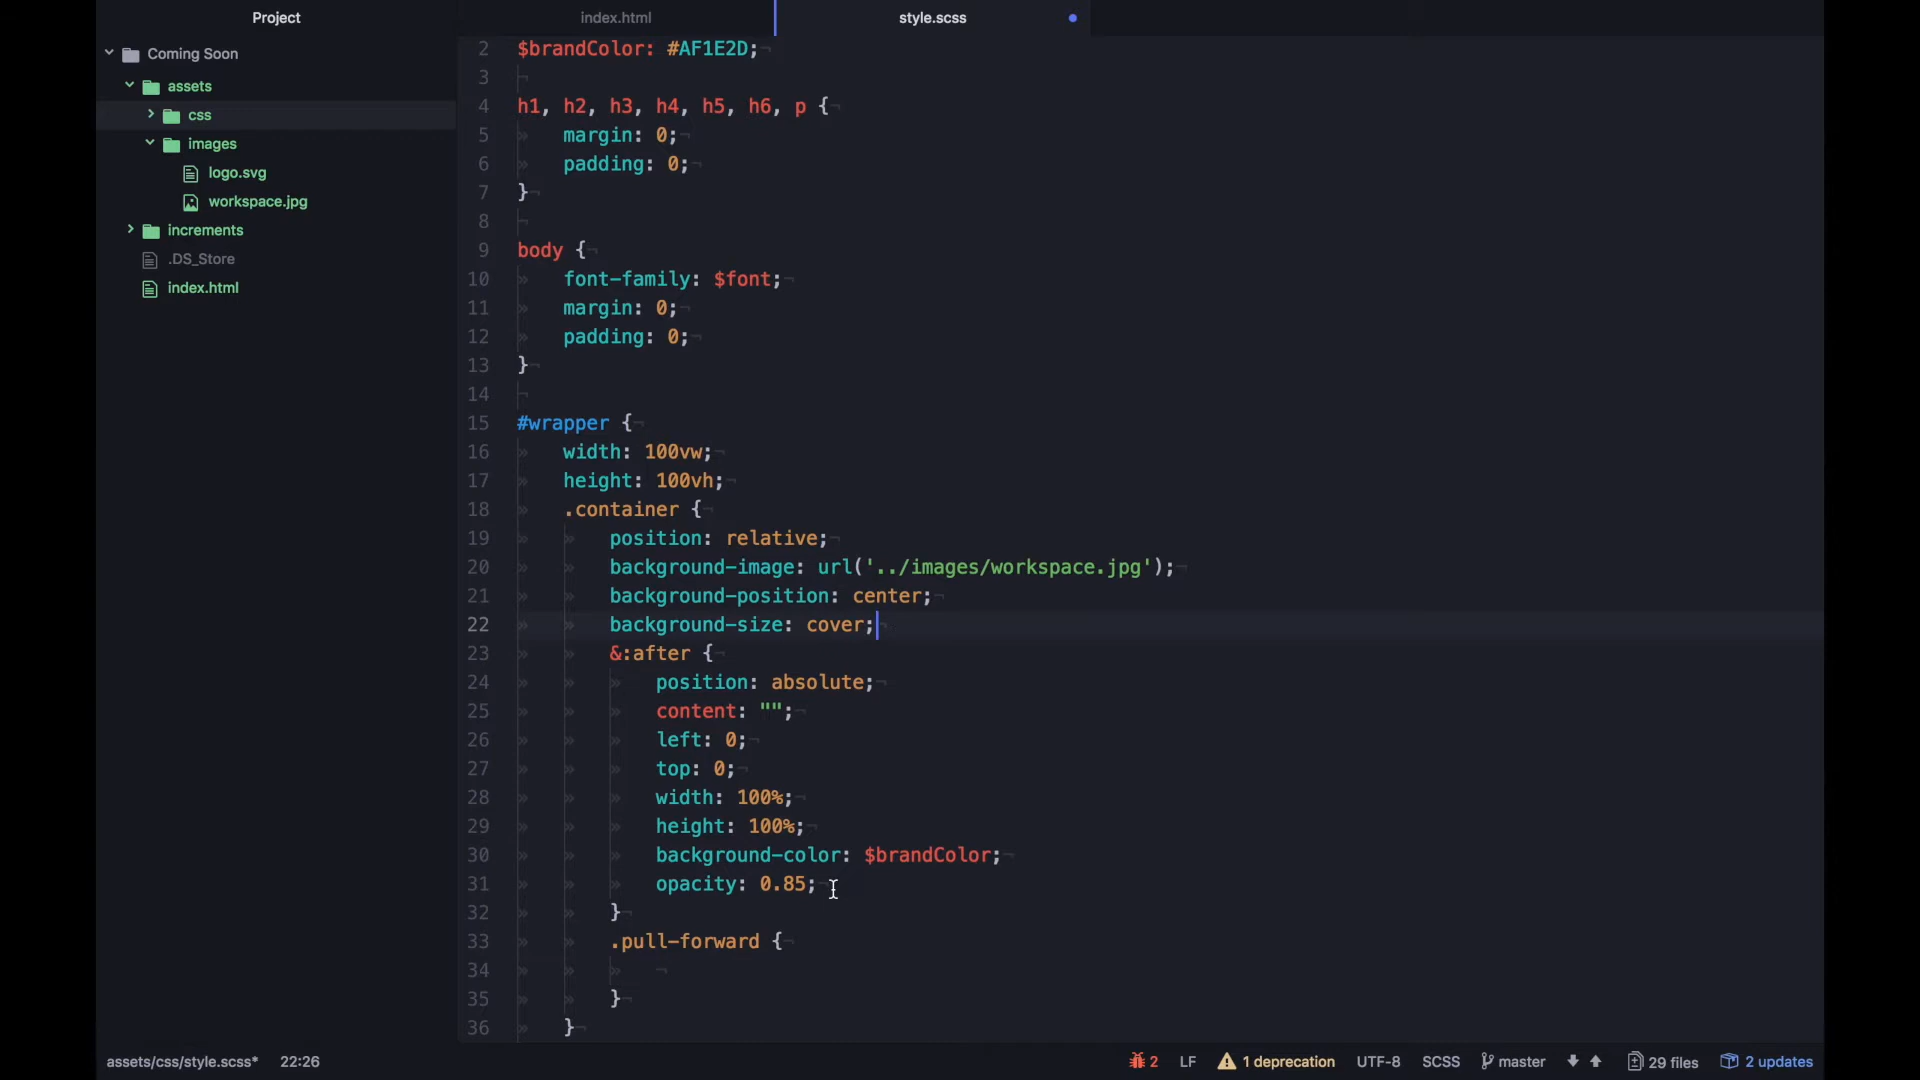 Project
index.html
style.scss
Coming Soon
assets
css
images
logo.svg
workspace.jpg
increments
.DS_Store
index.html
2 $brandColor: #AF1E2D;
3
4 h1, h2, h3, h4, h5, h6, p {
5 margin: 0;
6 padding: 0;
7 }
8
9 body {
10 font-family: $font;
11 margin: 0;
12 padding: 0;
13 }
14
15 #wrapper {
16 width: 100vw;
17 height: 100vh;
18 .container {
19 position: relative;
20 background-image: url('../images/workspace.jpg');
21 background-position: center;
22 background-size: cover;
23 &:after {
24 position: absolute;
25 content: "";
26 left: 0;
27 top: 0;
28 width: 100%;
29 height: 100%;
30 background-color: $brandColor;
31 opacity: 0.85;
32 }
33 .pull-forward {
34
35 }
36 }
assets/css/style.scss* 22:26 2 LF 1 deprecation UTF-8 SCSS master 29 files 2 updates